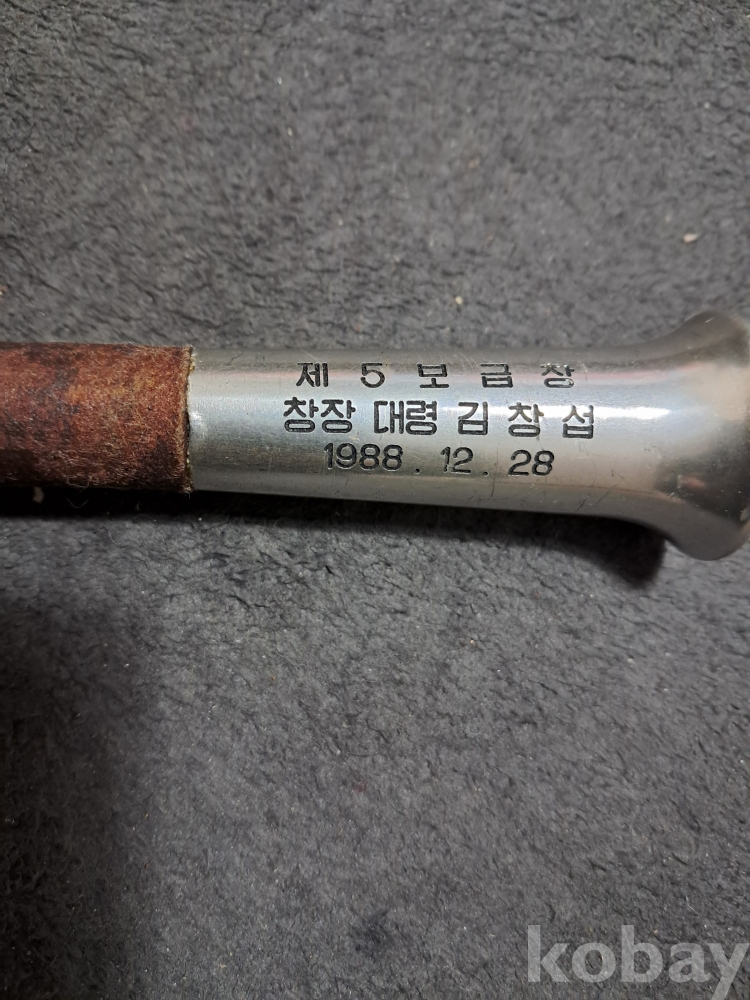 제 5 보 급 창
창장 대령 김 창 섭
1988 . 12 . 28
kobay